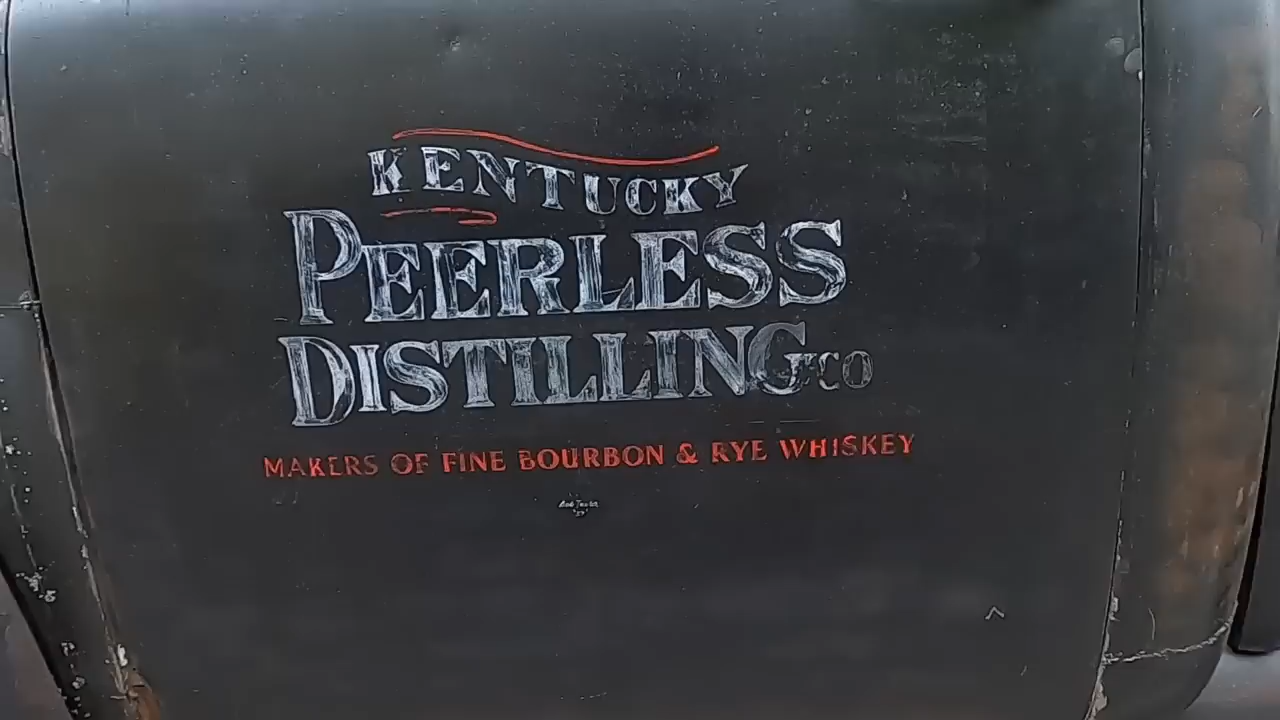 KENTUCKY
PEERLESS
DISTILLING CO
MAKERS OF FINE BOURBON & RYE WHISKEY